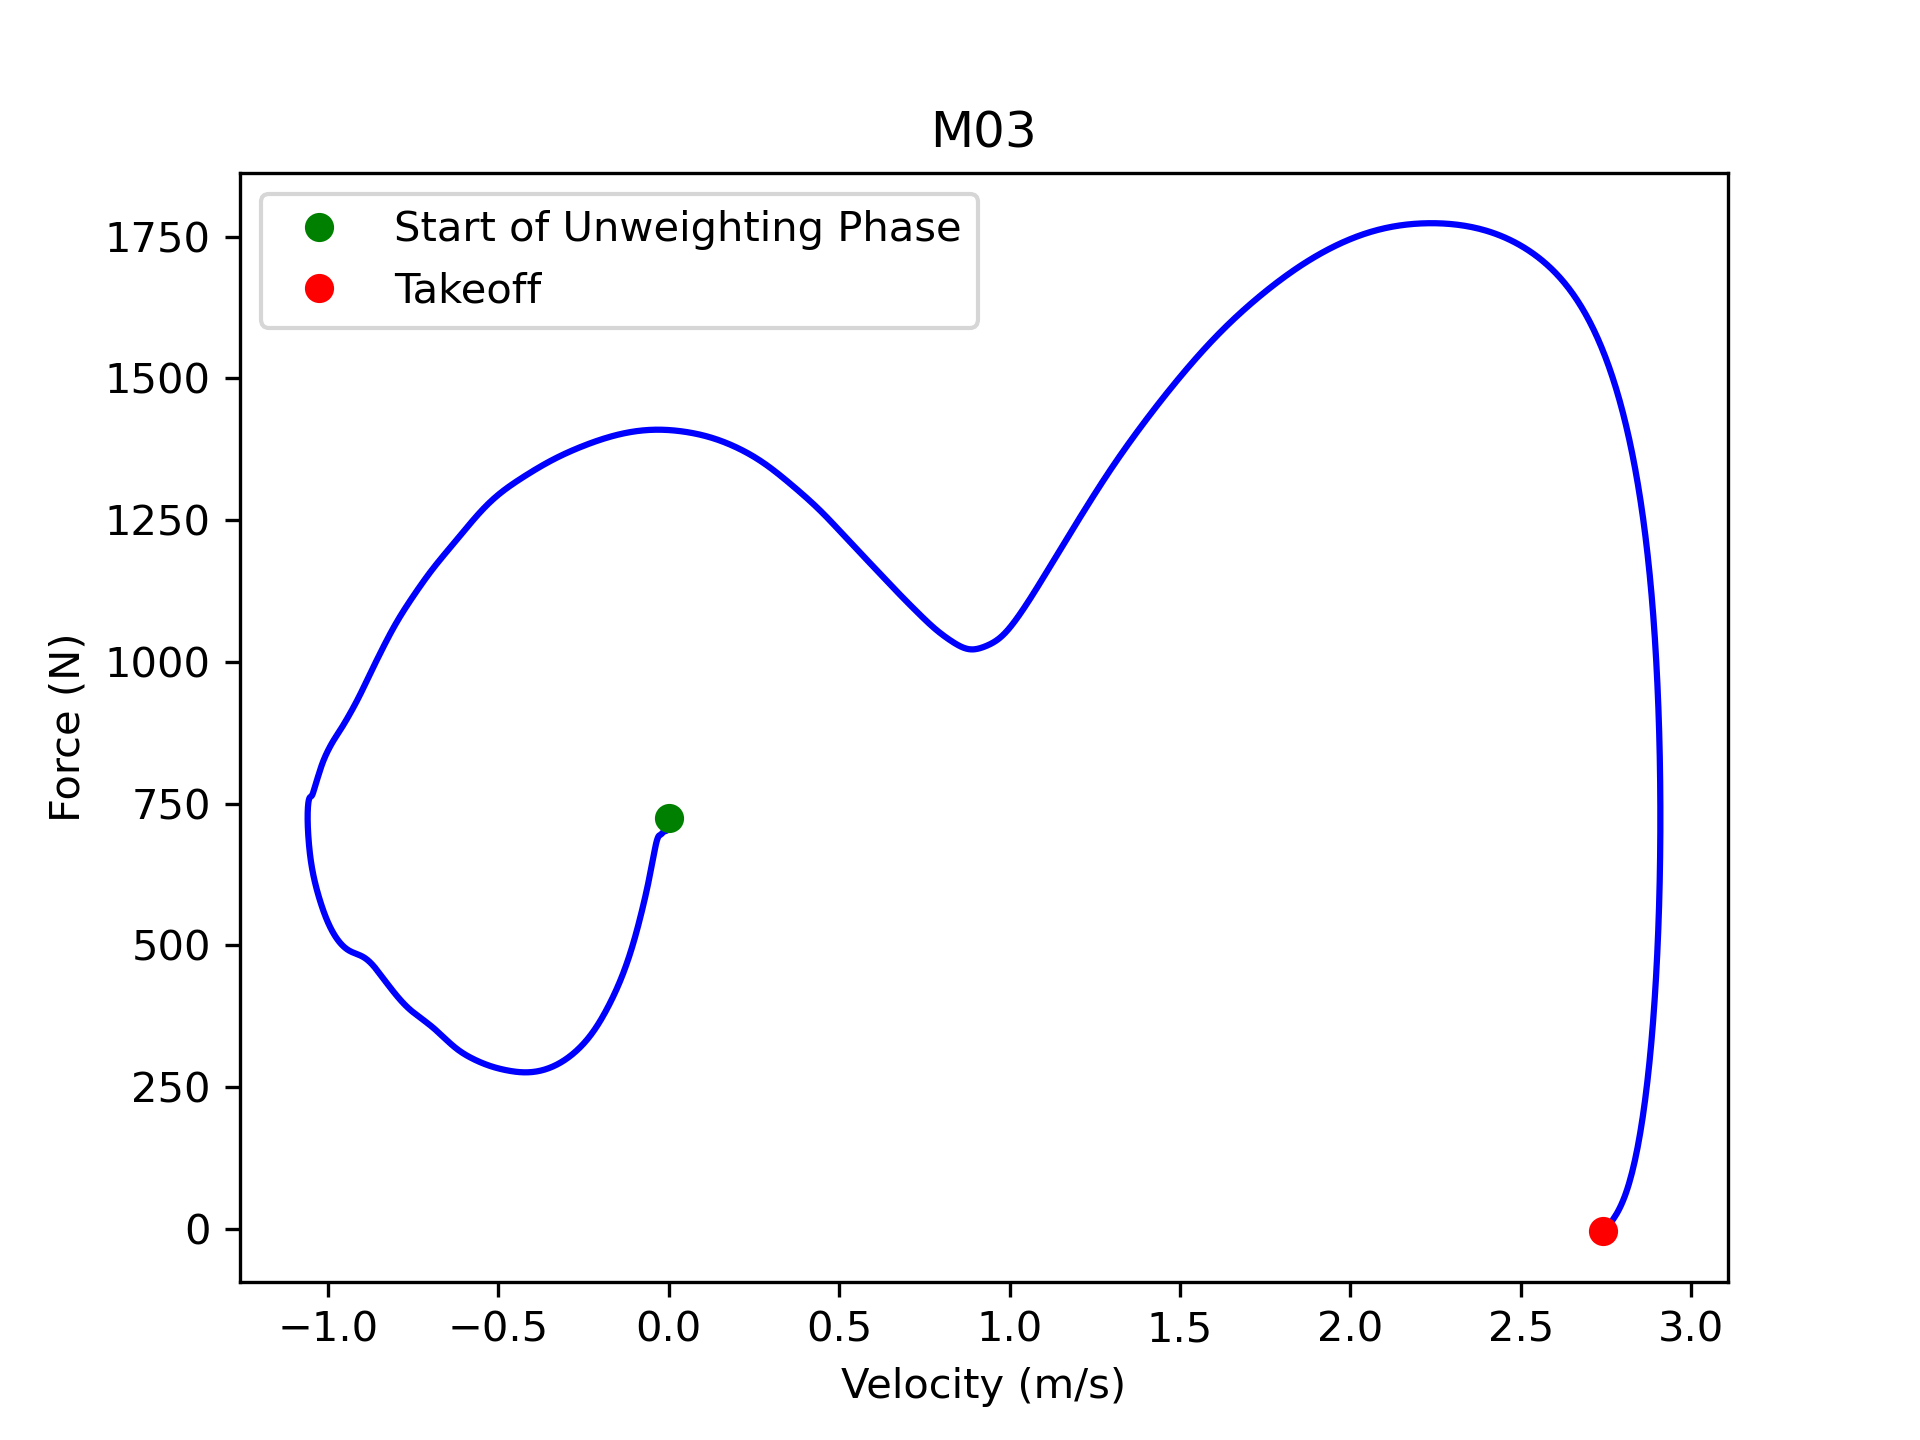 M03
Start of Unweighting Phase
Takeoff
Force (N)
1750
1500
1250
1000
750
500
250
0
−1.0 −0.5 0.0 0.5 1.0 1.5 2.0 2.5 3.0
Velocity (m/s)